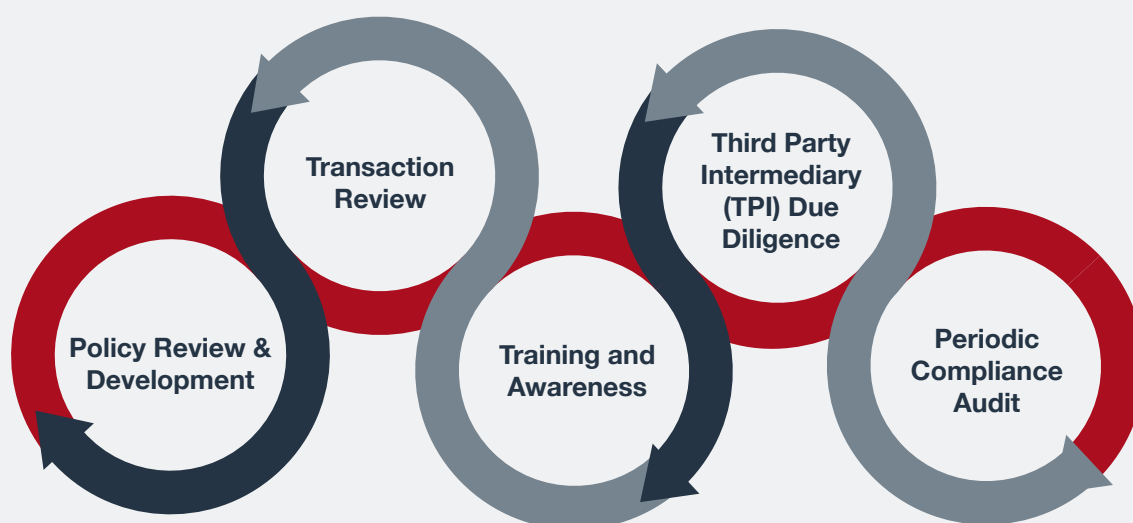 Policy Review &
Development
Transaction
Review
Training and
Awareness
Third Party
Intermediary
(TPI) Due
Diligence
Periodic
Compliance
Audit